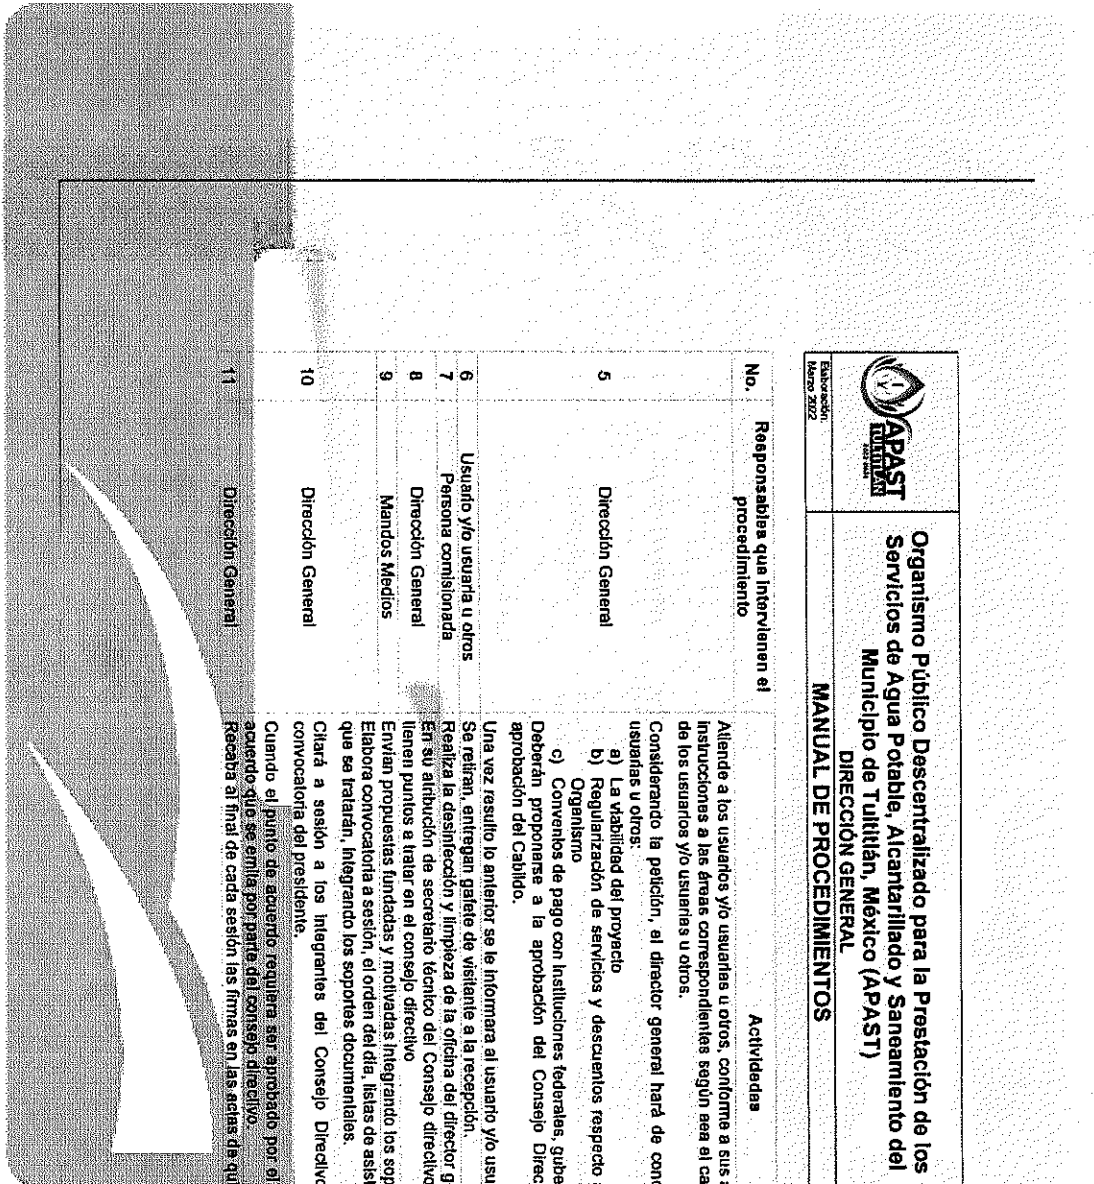 APAST
TULTITLÁN
Elaboración:
Marzo 2022
Organismo Público Descentralizado para la Prestación de los
Servicios de Agua Potable, Alcantarillado y Saneamiento del
Municipio de Tultitlán, México (APAST)
DIRECCIÓN GENERAL
MANUAL DE PROCEDIMIENTOS
No.
Responsables que intervienen el
procedimiento
Actividades
Atiende a los usuarios y/o usuarias u otros, conforme a sus
instrucciones a las áreas correspondientes según sea el
de los usuarios y/o usuarias u otros.
5
Dirección General
Considerando la petición, el director general hará de
usuarias u otros:
a) La viabilidad del proyecto
b) Regularización de servicios y descuentos respecto
Organismo
c) Convenios de pago con Instituciones federales,
Deberán proponerse a la aprobación del Consejo
aprobación del Cabildo.
Una vez resulto lo anterior se le informara al usuario y/o
6
Usuario y/o usuaria u otros
Se retiran, entregan gafete de visitante a la recepción.
7
Persona comisionada
Realiza la desinfección y limpieza de la oficina del director
8
Dirección General
En su atribución de secretario técnico del Consejo directivo
tienen puntos a tratar en el consejo directivo
9
Mandos Medios
Envían propuestas fundadas y motivadas integrando los
Elabora convocatoria a sesión, el orden del día, listas de
que se tratarán, integrando los soportes documentales.
10
Dirección General
Citará a sesión a los integrantes del Consejo Directivo
convocatoria del presidente.
Cuando el punto de acuerdo requiera ser aprobado por el
acuerdo que se emita por parte del consejo directivo.
11
Dirección General
Recaba al final de cada sesión las firmas en las actas de